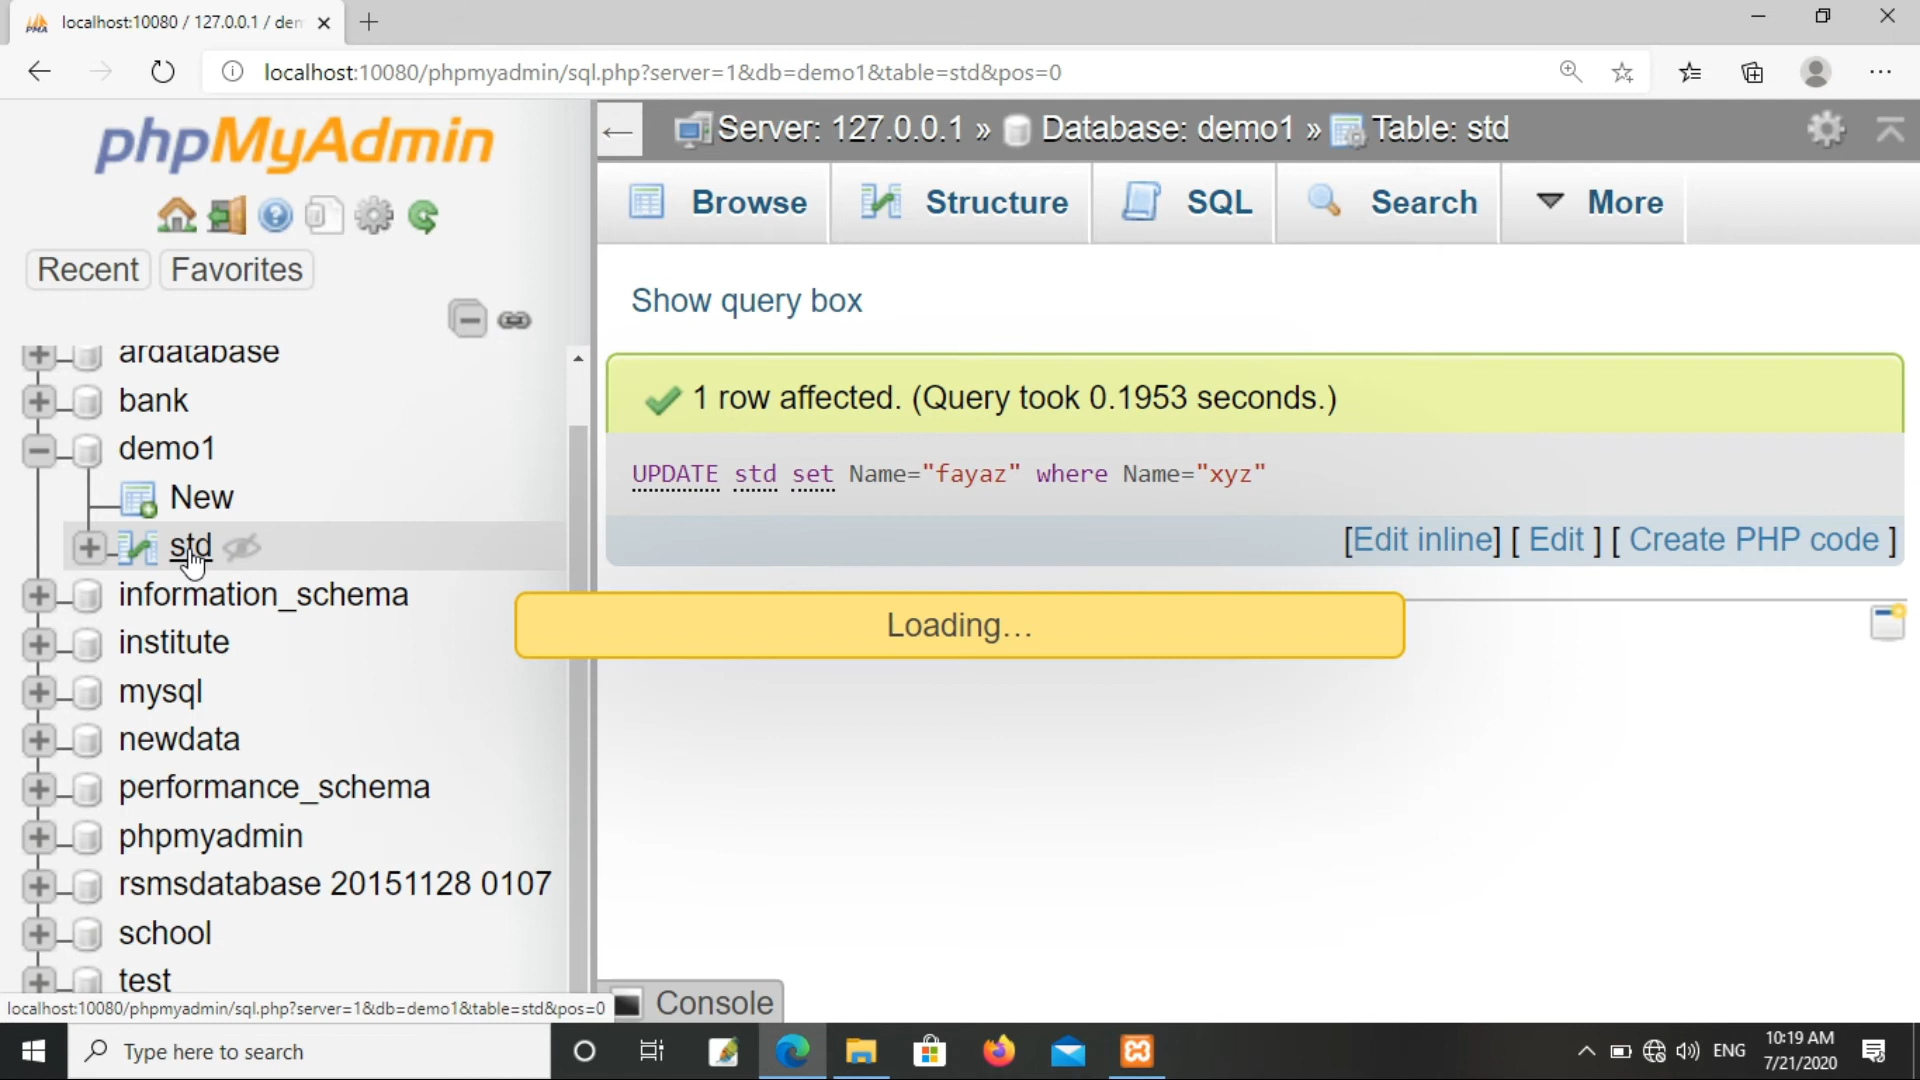 localhost:10080 / 127.0.0.1 / den
localhost:10080/phpmyadmin/sql.php?server=1&db=demo1&table=std&pos=0
phpMyAdmin
Recent
Favorites
ardatabase
bank
demo1
New
std
information_schema
institute
mysql
newdata
performance_schema
phpmyadmin
rsmsdatabase 20151128 0107
school
test
localhost:10080/phpmyadmin/sql.php?server=1&db=demo1&table=std&pos=0
Server: 127.0.0.1 » Database: demo1 » Table: std
Browse
Structure
SQL
Search
More
Show query box
1 row affected. (Query took 0.1953 seconds.)
UPDATE std set Name="fayaz" where Name="xyz"
[Edit inline] [ Edit ] [ Create PHP code ]
Loading...
Console
Type here to search
ENG
10:19 AM
7/21/2020